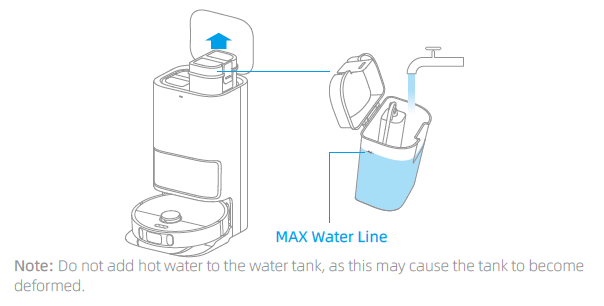 MAX Water Line
Note: Do not add hot water to the water tank, as this may cause the tank to become
deformed.